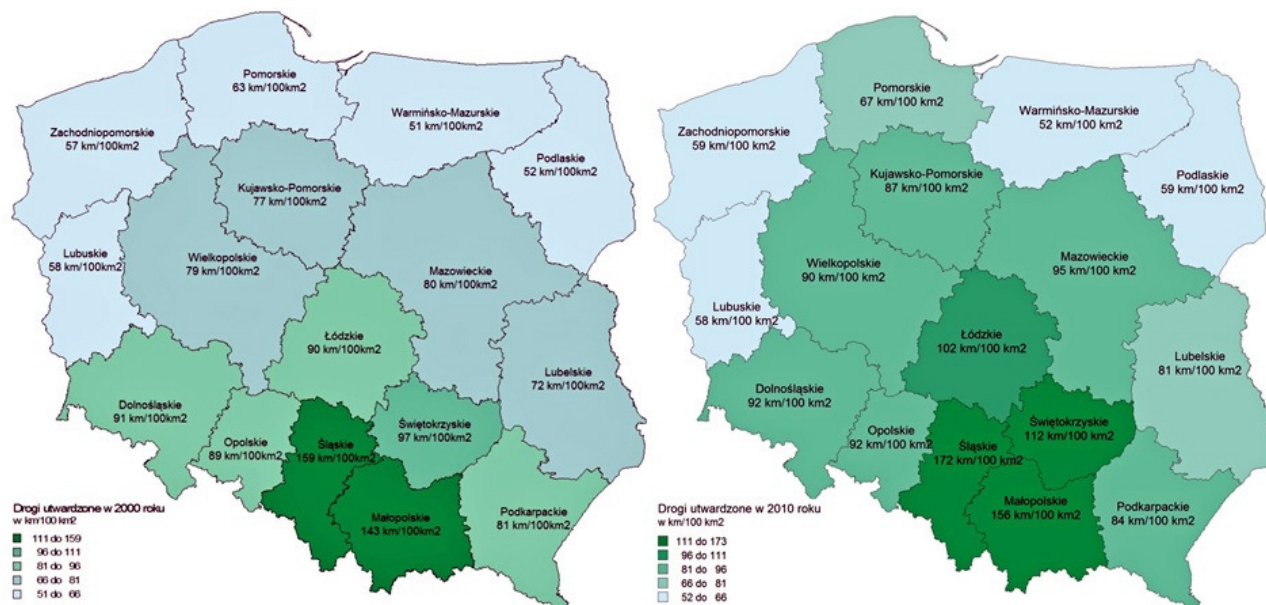 Pomorskie
63 km/100km2
Warmińsko-Mazurskie
51 km/100km2
Zachodniopomorskie
57 km/100km2
Podlaskie
52 km/100km2
Kujawsko-Pomorskie
77 km/100km2
Lubuskie
58 km/100km2
Wielkopolskie
79 km/100km2
Mazowieckie
80 km/100km2
Łódzkie
90 km/100km2
Lubelskie
72 km/100km2
Dolnośląskie
91 km/100km2
Opolskie
89 km/100km2
Śląskie
159 km/100km2
Świętokrzyskie
97 km/100km2
Małopolskie
143 km/100km2
Podkarpackie
81 km/100km2
Drogi utwardzone w 2000 roku
w km/100 km2
111 do 159
96 do 111
81 do 96
66 do 81
51 do 66
Pomorskie
67 km/100 km2
Warmińsko-Mazurskie
52 km/100 km2
Zachodniopomorskie
59 km/100 km2
Podlaskie
59 km/100 km2
Kujawsko-Pomorskie
87 km/100 km2
Wielkopolskie
90 km/100 km2
Mazowieckie
95 km/100 km2
Lubuskie
58 km/100 km2
Łódzkie
102 km/100 km2
Lubelskie
81 km/100 km2
Dolnośląskie
92 km/100 km2
Opolskie
92 km/100 km2
Śląskie
172 km/100 km2
Świętokrzyskie
112 km/100 km2
Małopolskie
156 km/100 km2
Podkarpackie
84 km/100 km2
Drogi utwardzone w 2010 roku
w km/100 km2
111 do 173
96 do 111
81 do 96
66 do 81
52 do 66